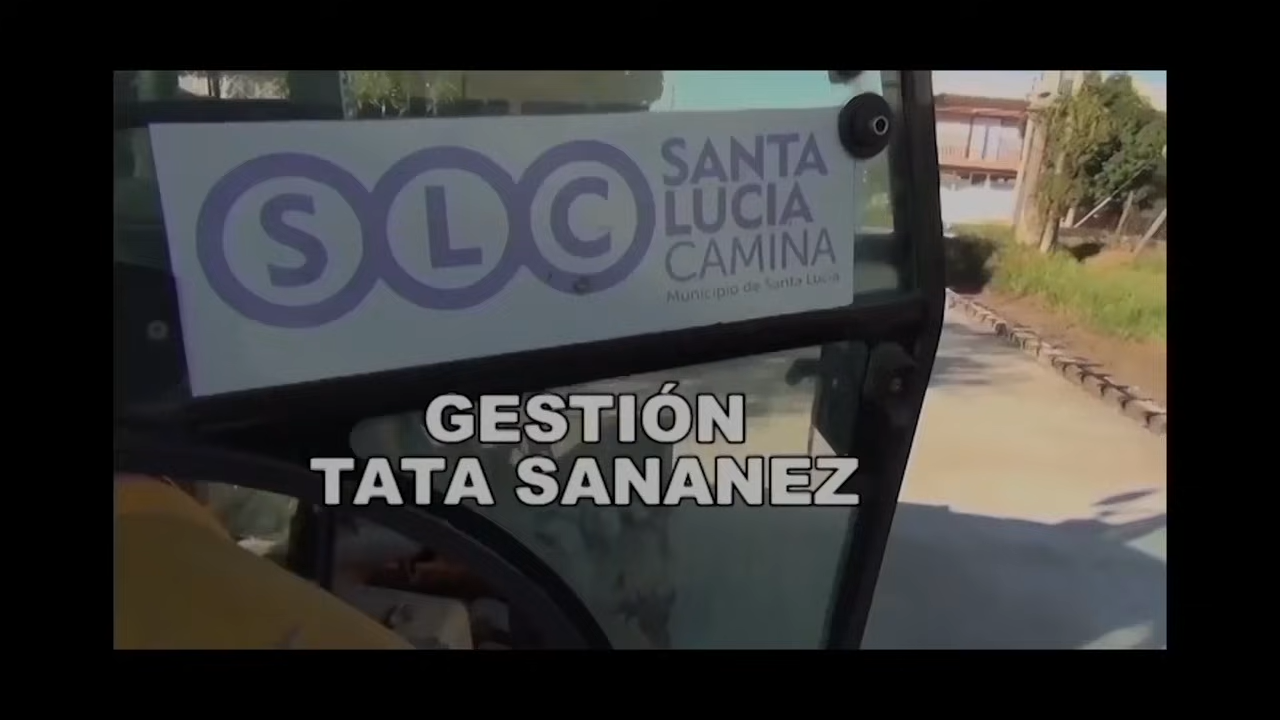 SLC
SANTA
LUCIA
CAMINA
Municipio de Santa Lucía
GESTIÓN
TATA SANANEZ